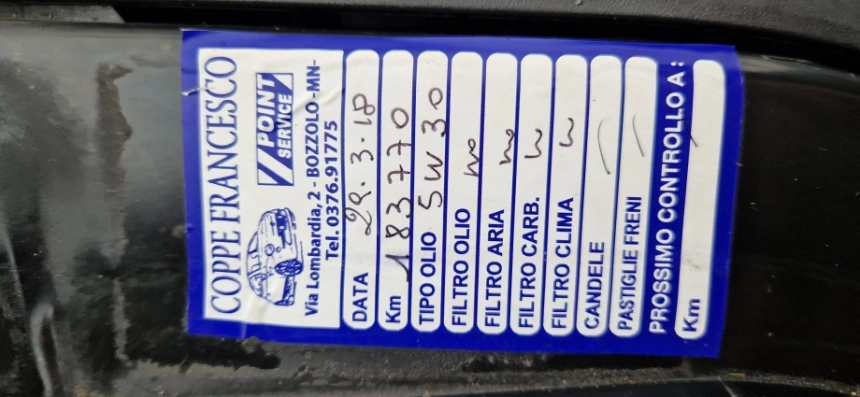 COPPE FRANCESCO
POINT
SERVICE
Via Lombardia, 2 - BOZZOLO -MN-
Tel. 0376.91775
DATA 29.3.18
Km 183770
TIPO OLIO 5W30
FILTRO OLIO
FILTRO ARIA
FILTRO CARB.
FILTRO CLIMA
CANDELE
PASTIGLIE FRENI
PROSSIMO CONTROLLO A:
Km